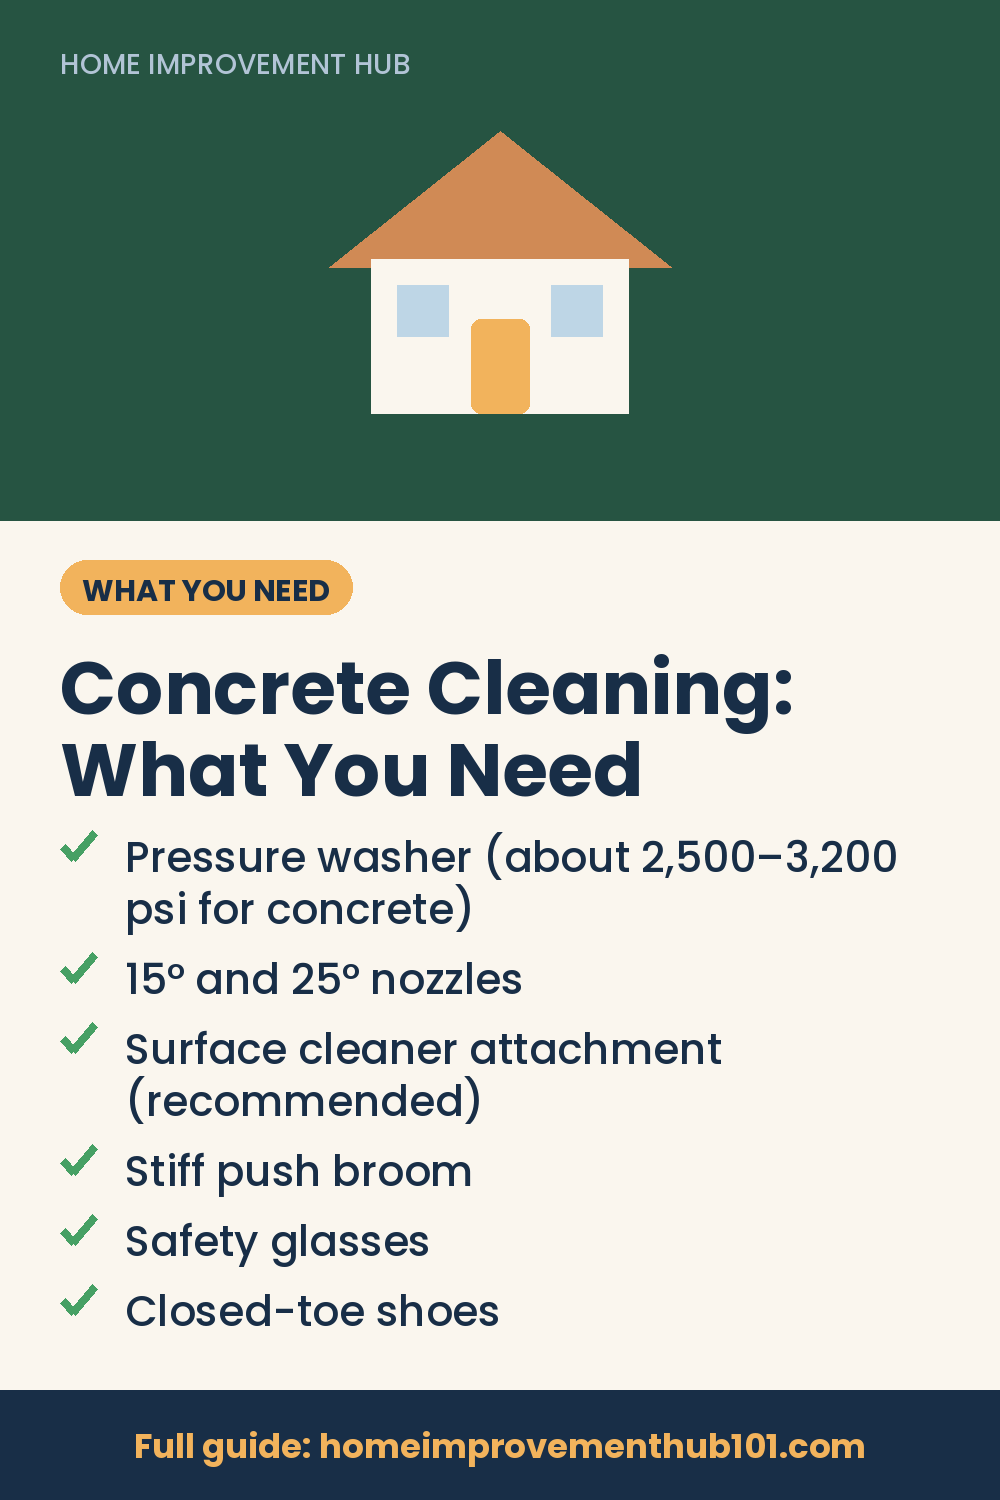 HOME IMPROVEMENT HUB
WHAT YOU NEED
Concrete Cleaning:
What You Need
Pressure washer (about 2,500–3,200
psi for concrete)
15° and 25° nozzles
Surface cleaner attachment
(recommended)
Stiff push broom
Safety glasses
Closed-toe shoes
Full guide: homeimprovementhub101.com